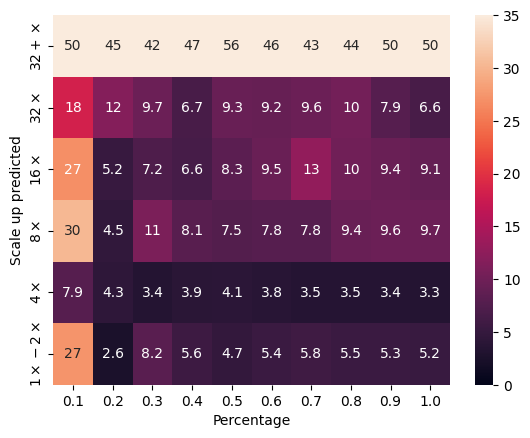 32 + × 50 45 42 47 56 46 43 44 50 50
32 × 18 12 9.7 6.7 9.3 9.2 9.6 10 7.9 6.6
16 × 27 5.2 7.2 6.6 8.3 9.5 13 10 9.4 9.1
8 × 30 4.5 11 8.1 7.5 7.8 7.8 9.4 9.6 9.7
4 × 7.9 4.3 3.4 3.9 4.1 3.8 3.5 3.5 3.4 3.3
1 × − 2 × 27 2.6 8.2 5.6 4.7 5.4 5.8 5.5 5.3 5.2
0.1 0.2 0.3 0.4 0.5 0.6 0.7 0.8 0.9 1.0
Percentage
Scale up predicted
35
30
25
20
15
10
5
0